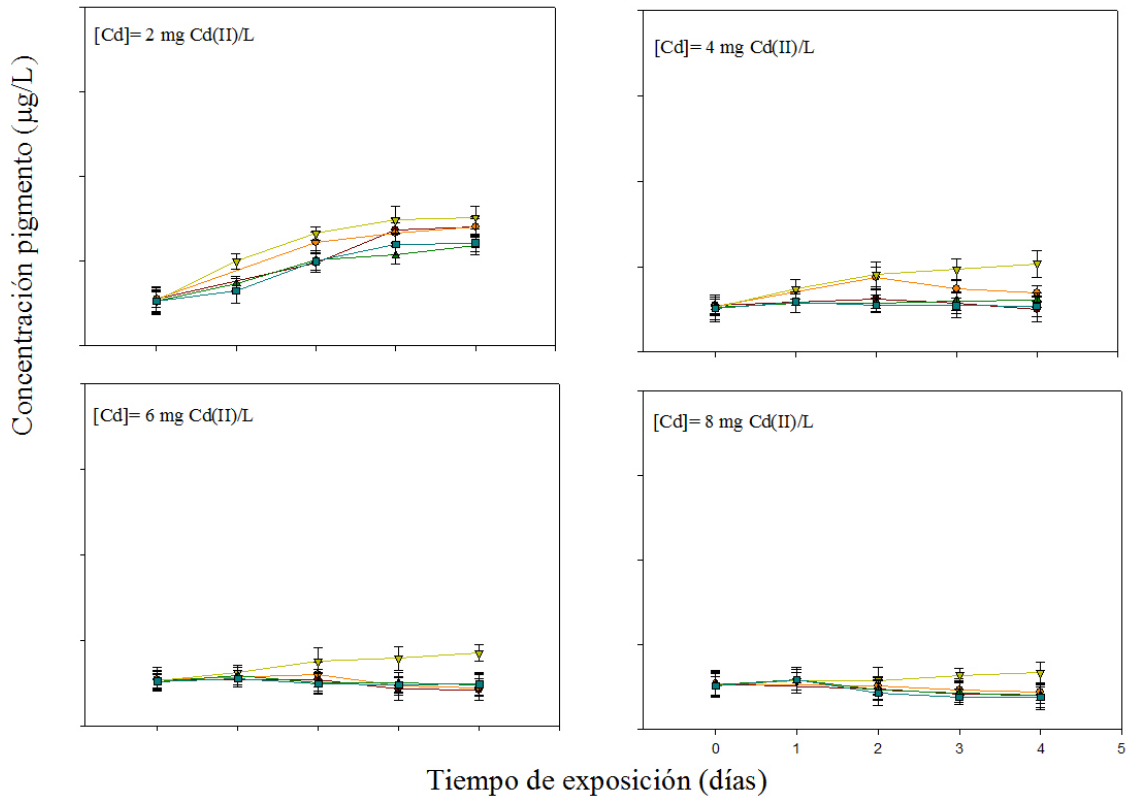 Concentración pigmento (µg/L)
[Cd]= 2 mg Cd(II)/L
[Cd]= 4 mg Cd(II)/L
[Cd]= 6 mg Cd(II)/L
[Cd]= 8 mg Cd(II)/L
0 1 2 3 4 5
Tiempo de exposición (días)